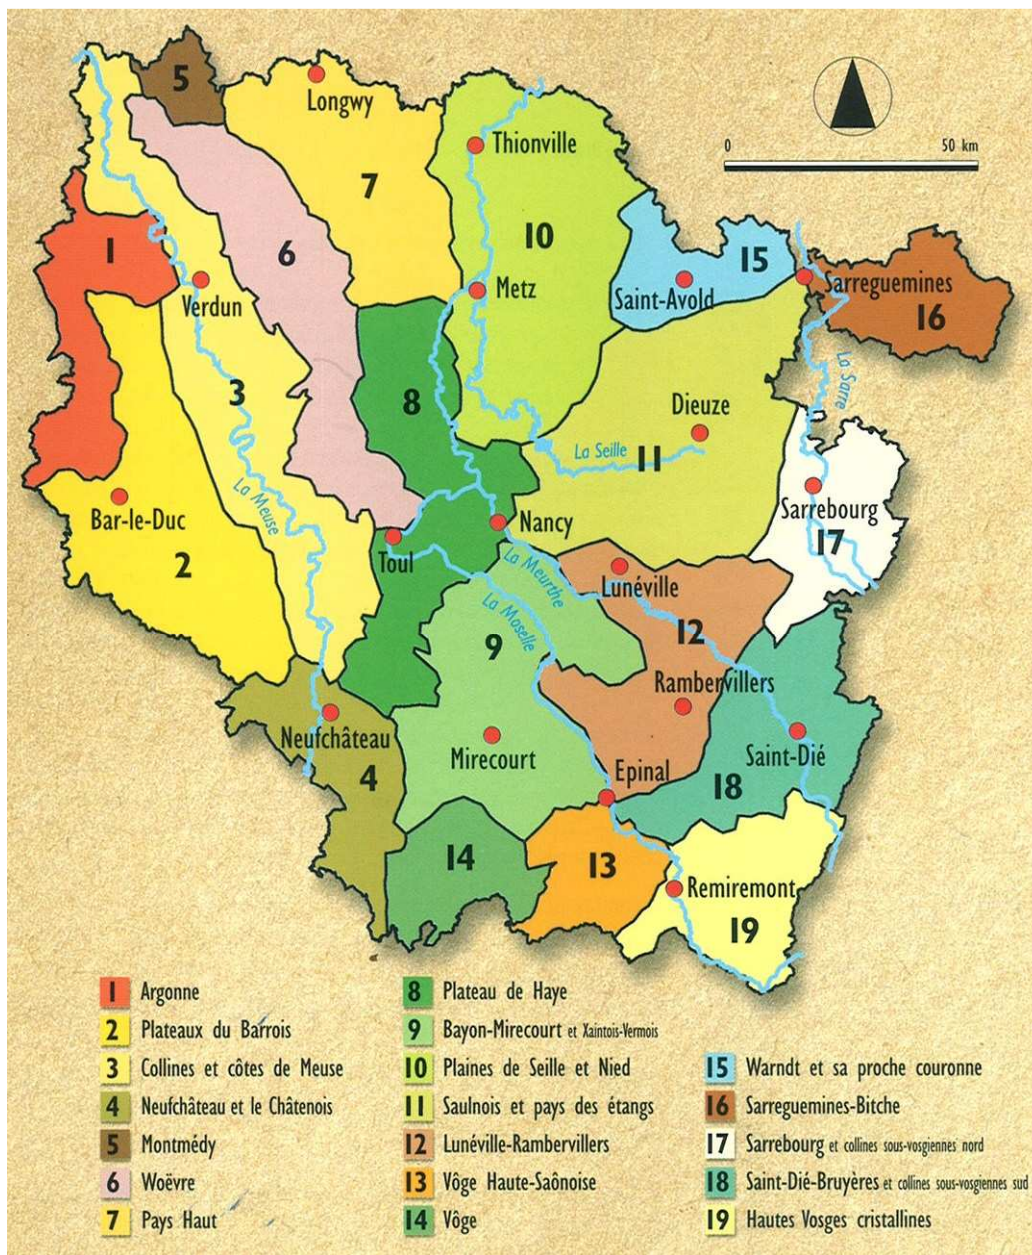 5
Longwy
0 50 km
Thionville
7
10
1
6
15
Metz
Saint-Avold
Sarreguemines
Verdun
16
3
8
La Sarre
Dieuze
La Seille
11
La Meuse
Bar-le-Duc
Sarrebourg
Nancy
17
2
Toul
La Meurthe
Lunéville
La Moselle
9
12
Rambervillers
Neufchâteau
Mirecourt
Saint-Dié
4
Epinal
18
14
13
Remiremont
19
1 Argonne
2 Plateaux du Barrois
3 Collines et côtes de Meuse
4 Neufchâteau et le Châtenois
5 Montmédy
6 Woëvre
7 Pays Haut
8 Plateau de Haye
9 Bayon-Mirecourt et Xaintois-Vermois
10 Plaines de Seille et Nied
11 Saulnois et pays des étangs
12 Lunéville-Rambervillers
13 Vôge Haute-Saônoise
14 Vôge
15 Warndt et sa proche couronne
16 Sarreguemines-Bitche
17 Sarrebourg et collines sous-vosgiennes nord
18 Saint-Dié-Bruyères et collines sous-vosgiennes sud
19 Hautes Vosges cristallines